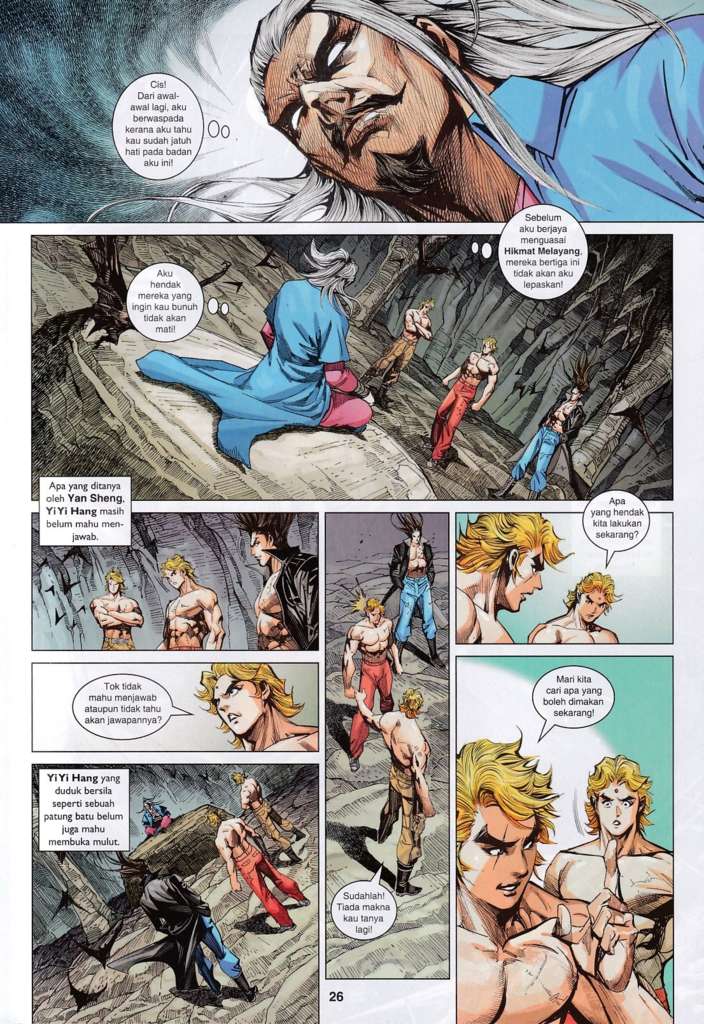 Cis!
Dari awal-
awal lagi, aku
berwaspada
kerana aku tahu
kau sudah jatuh
hati pada badan
aku ini!
Sebelum
aku berjaya
menguasai
Hikmat Melayang,
mereka bertiga ini
tidak akan aku
lepaskan!
Aku
hendak
mereka yang
ingin kau bunuh
tidak akan
mati!
Apa yang ditanya
oleh Yan Sheng,
Yi Yi Hang masih
belum mahu men-
jawab.
Apa
yang hendak
kita lakukan
sekarang?
Tok tidak
mahu menjawab
ataupun tidak tahu
akan jawapannya?
Mari kita
cari apa yang
boleh dimakan
sekarang!
Yi Yi Hang yang
duduk bersila
seperti sebuah
patung batu belum
juga mahu
membuka mulut.
Sudahlah!
Tiada makna
kau tanya
lagi!
26